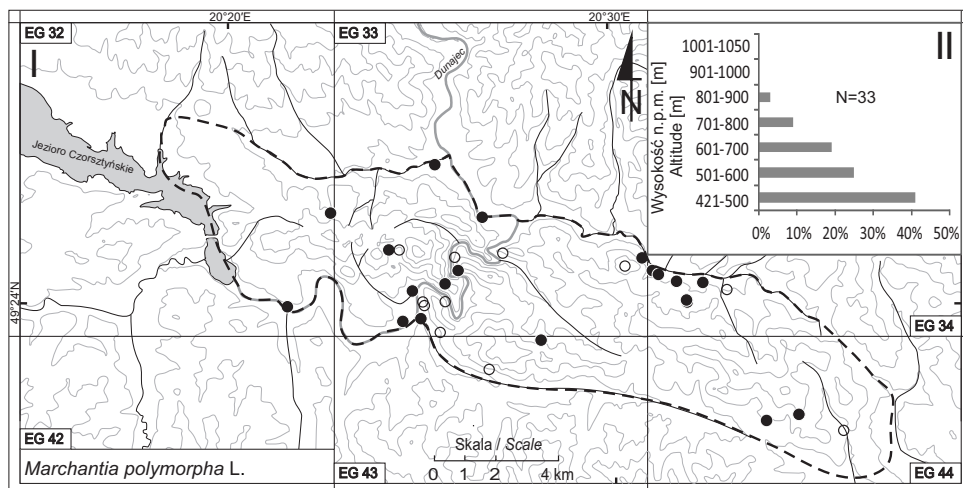 20°20'E
20°30'E
EG 32
EG 33
I
II
Dunajec
N
Jezioro Czorsztyńskie
49°24'N
Wysokość n.p.m. [m]
Altitude [m]
1001-1050
901-1000
801-900
701-800
601-700
501-600
421-500
N=33
0% 10% 20% 30% 40% 50%
EG 34
EG 42
EG 43
EG 44
Skala / Scale
0 1 2 4 km
Marchantia polymorpha L.